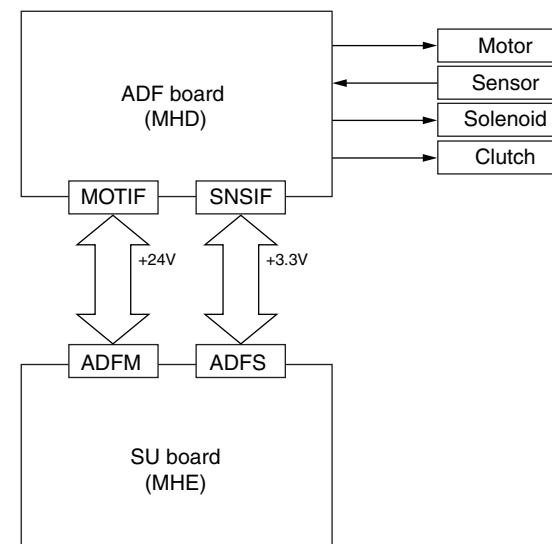 ADF board
(MHD)
Motor
Sensor
Solenoid
Clutch
MOTIF
SNSIF
+24V
+3.3V
ADFM
ADFS
SU board
(MHE)